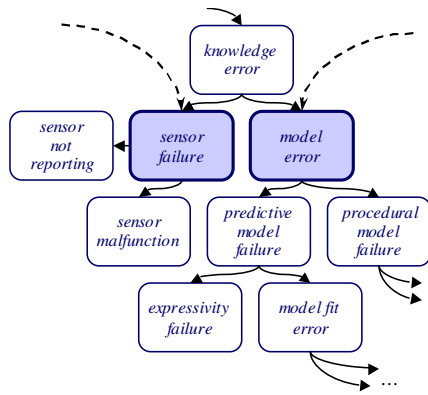 knowledge
error
sensor
not
reporting
sensor
failure
model
error
sensor
malfunction
predictive
model
failure
procedural
model
failure
expressivity
failure
model fit
error
...